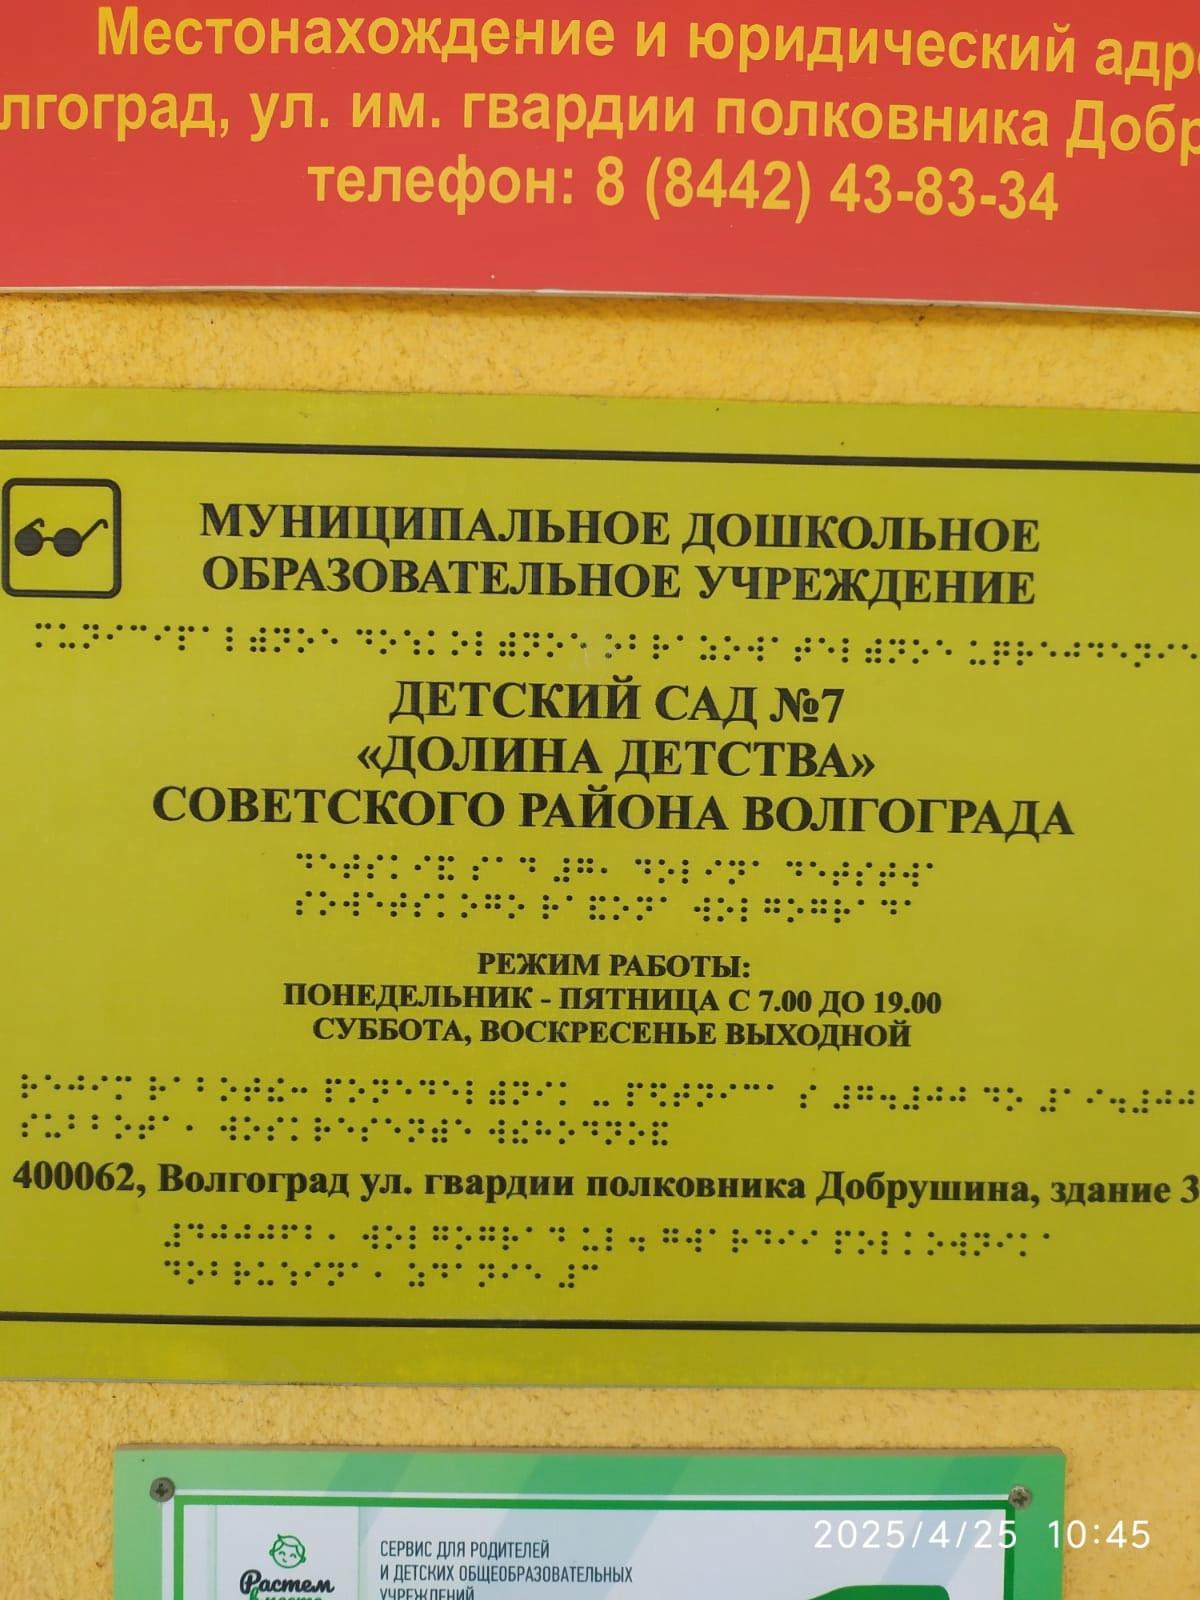 Местонахождение и юридический адре
лгоград, ул. им. гвардии полковника Добр
телефон: 8 (8442) 43-83-34
МУНИЦИПАЛЬНОЕ ДОШКОЛЬНОЕ
ОБРАЗОВАТЕЛЬНОЕ УЧРЕЖДЕНИЕ
ДЕТСКИЙ САД №7
«ДОЛИНА ДЕТСТВА»
СОВЕТСКОГО РАЙОНА ВОЛГОГРАДА
РЕЖИМ РАБОТЫ:
ПОНЕДЕЛЬНИК - ПЯТНИЦА С 7.00 ДО 19.00
СУББОТА, ВОСКРЕСЕНЬЕ ВЫХОДНОЙ
400062, Волгоград ул. гвардии полковника Добрушина, здание 3
СЕРВИС ДЛЯ РОДИТЕЛЕЙ
И ДЕТСКИХ ОБЩЕОБРАЗОВАТЕЛЬНЫХ
УЧРЕЖДЕНИЙ
Растем
вместе
2025/4/25 10:45